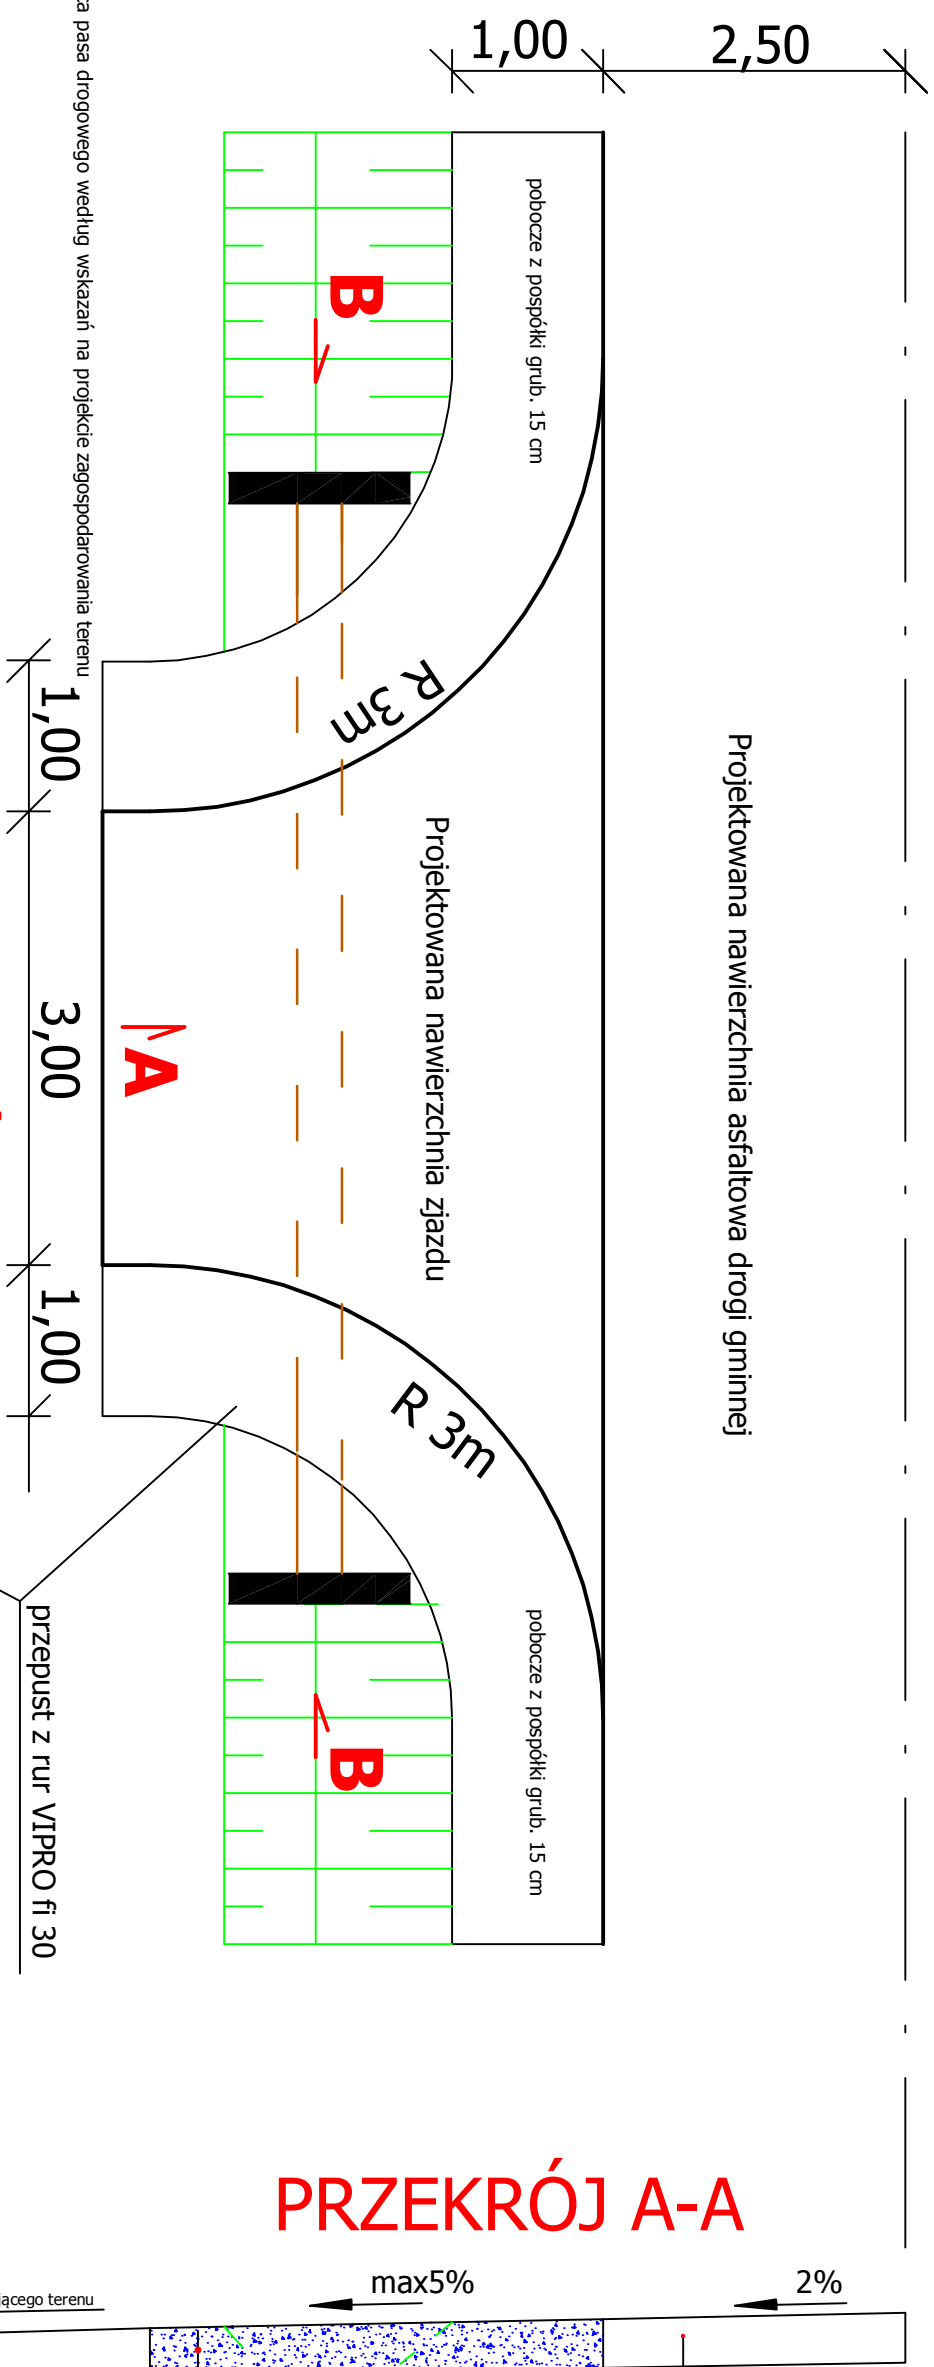 1,00
2,50
pasa drogowego według wskazań na projekcie zagospodarowania terenu
pobocze z pospółki grub. 15 cm
B
R 3m
1,00
Projektowana nawierzchnia asfaltowa drogi gminnej
Projektowana nawierzchnia zjazdu
3,00
A
1,00
R 3m
pobocze z pospółki grub. 15 cm
przepust z rur VIPRO fi 30
B
PRZEKRÓJ A-A
max5%
2%
terenu